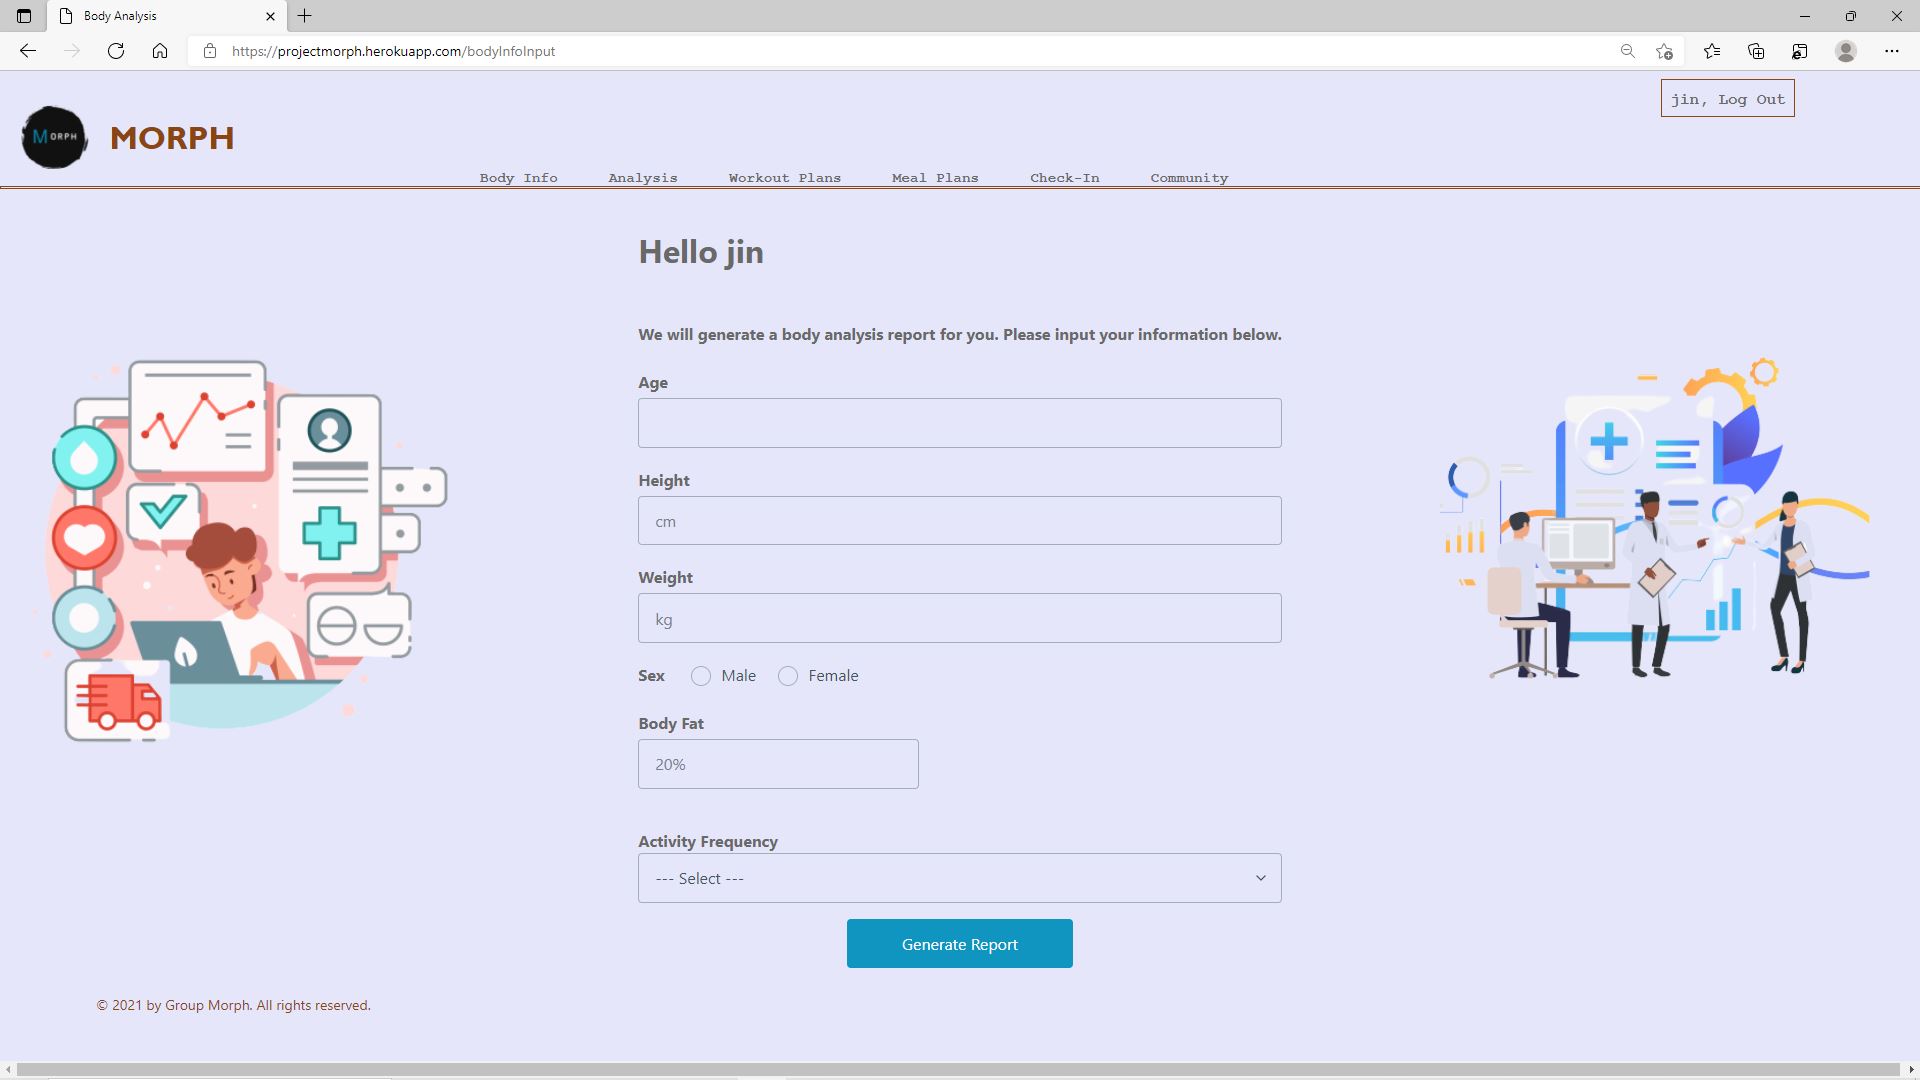 Body Analysis
https://projectmorph.herokuapp.com/bodyInfoInput
jin, Log Out
MORPH
MORPH
Body Info Analysis Workout Plans Meal Plans Check-In Community
Hello jin
We will generate a body analysis report for you. Please input your information below.
Age
Height
cm
Weight
kg
Sex Male Female
Body Fat
20%
Activity Frequency
--- Select ---
Generate Report
© 2021 by Group Morph. All rights reserved.